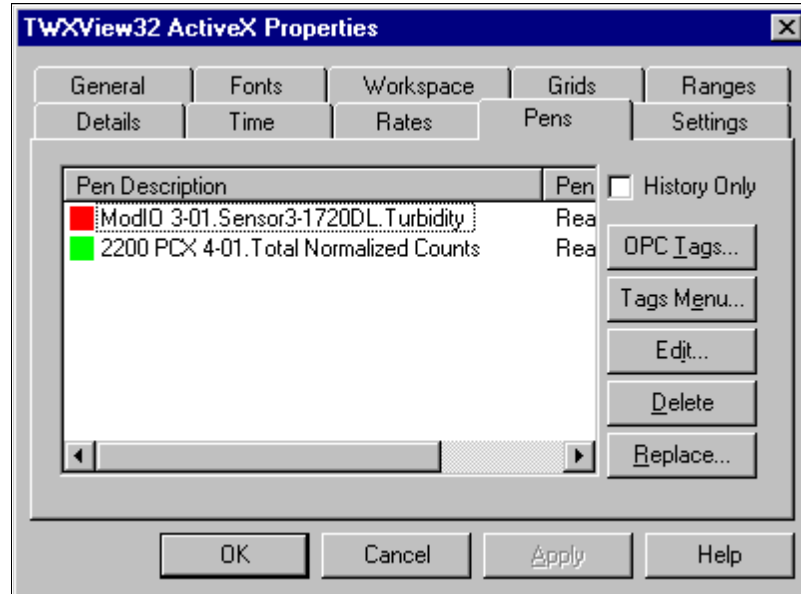 TWXView32 ActiveX Properties
General Fonts Workspace Grids Ranges
Details Time Rates Pens Settings
Pen Description Pen History Only
ModIO 3-01.Sensor3-1720DL.Turbidity Rea
2200 PCX 4-01.Total Normalized Counts Rea
OPC Tags...
Tags Menu...
Edit...
Delete
Replace...
OK Cancel Apply Help